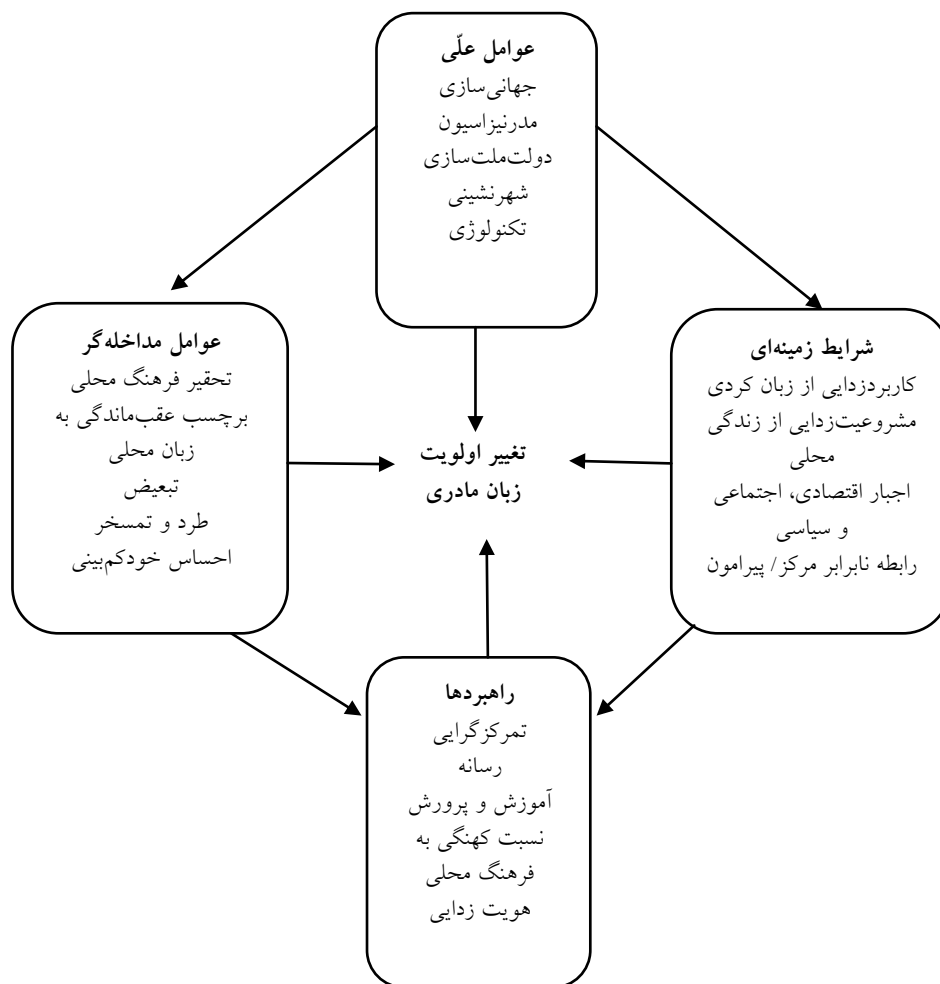 عوامل علّی
جهانی‌سازی
مدرنیزاسیون
دولت‌ملت‌سازی
شهرنشینی
تکنولوژی
شرایط زمینه‌ای
کاربردزدایی از زبان کردی
مشروعیت‌زدایی از زندگی
محلی
اجبار اقتصادی، اجتماعی
و سیاسی
رابطه نابرابر مرکز/ پیرامون
تغییر اولویت
زبان مادری
عوامل مداخله‌گر
تحقیر فرهنگ محلی
برچسب عقب‌ماندگی به
زبان محلی
تبعیض
طرد و تمسخر
احساس خودکم‌بینی
راهبردها
تمرکزگرایی
رسانه
آموزش و پرورش
نسبت کهنگی به
فرهنگ محلی
هویت زدایی